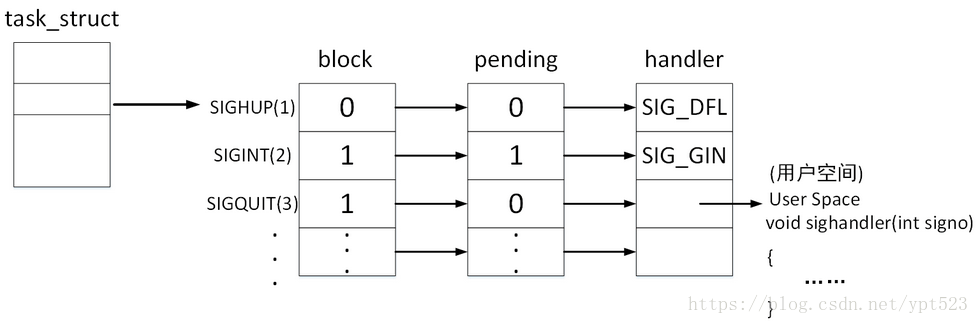 task_struct
block
pending
handler
SIGHUP(1)
0
0
SIG_DFL
SIGINT(2)
1
1
SIG_GIN
SIGQUIT(3)
1
0
(用户空间)
User Space
void sighandler(int signo)
{
……
}
https://blog.csdn.net/ypt523